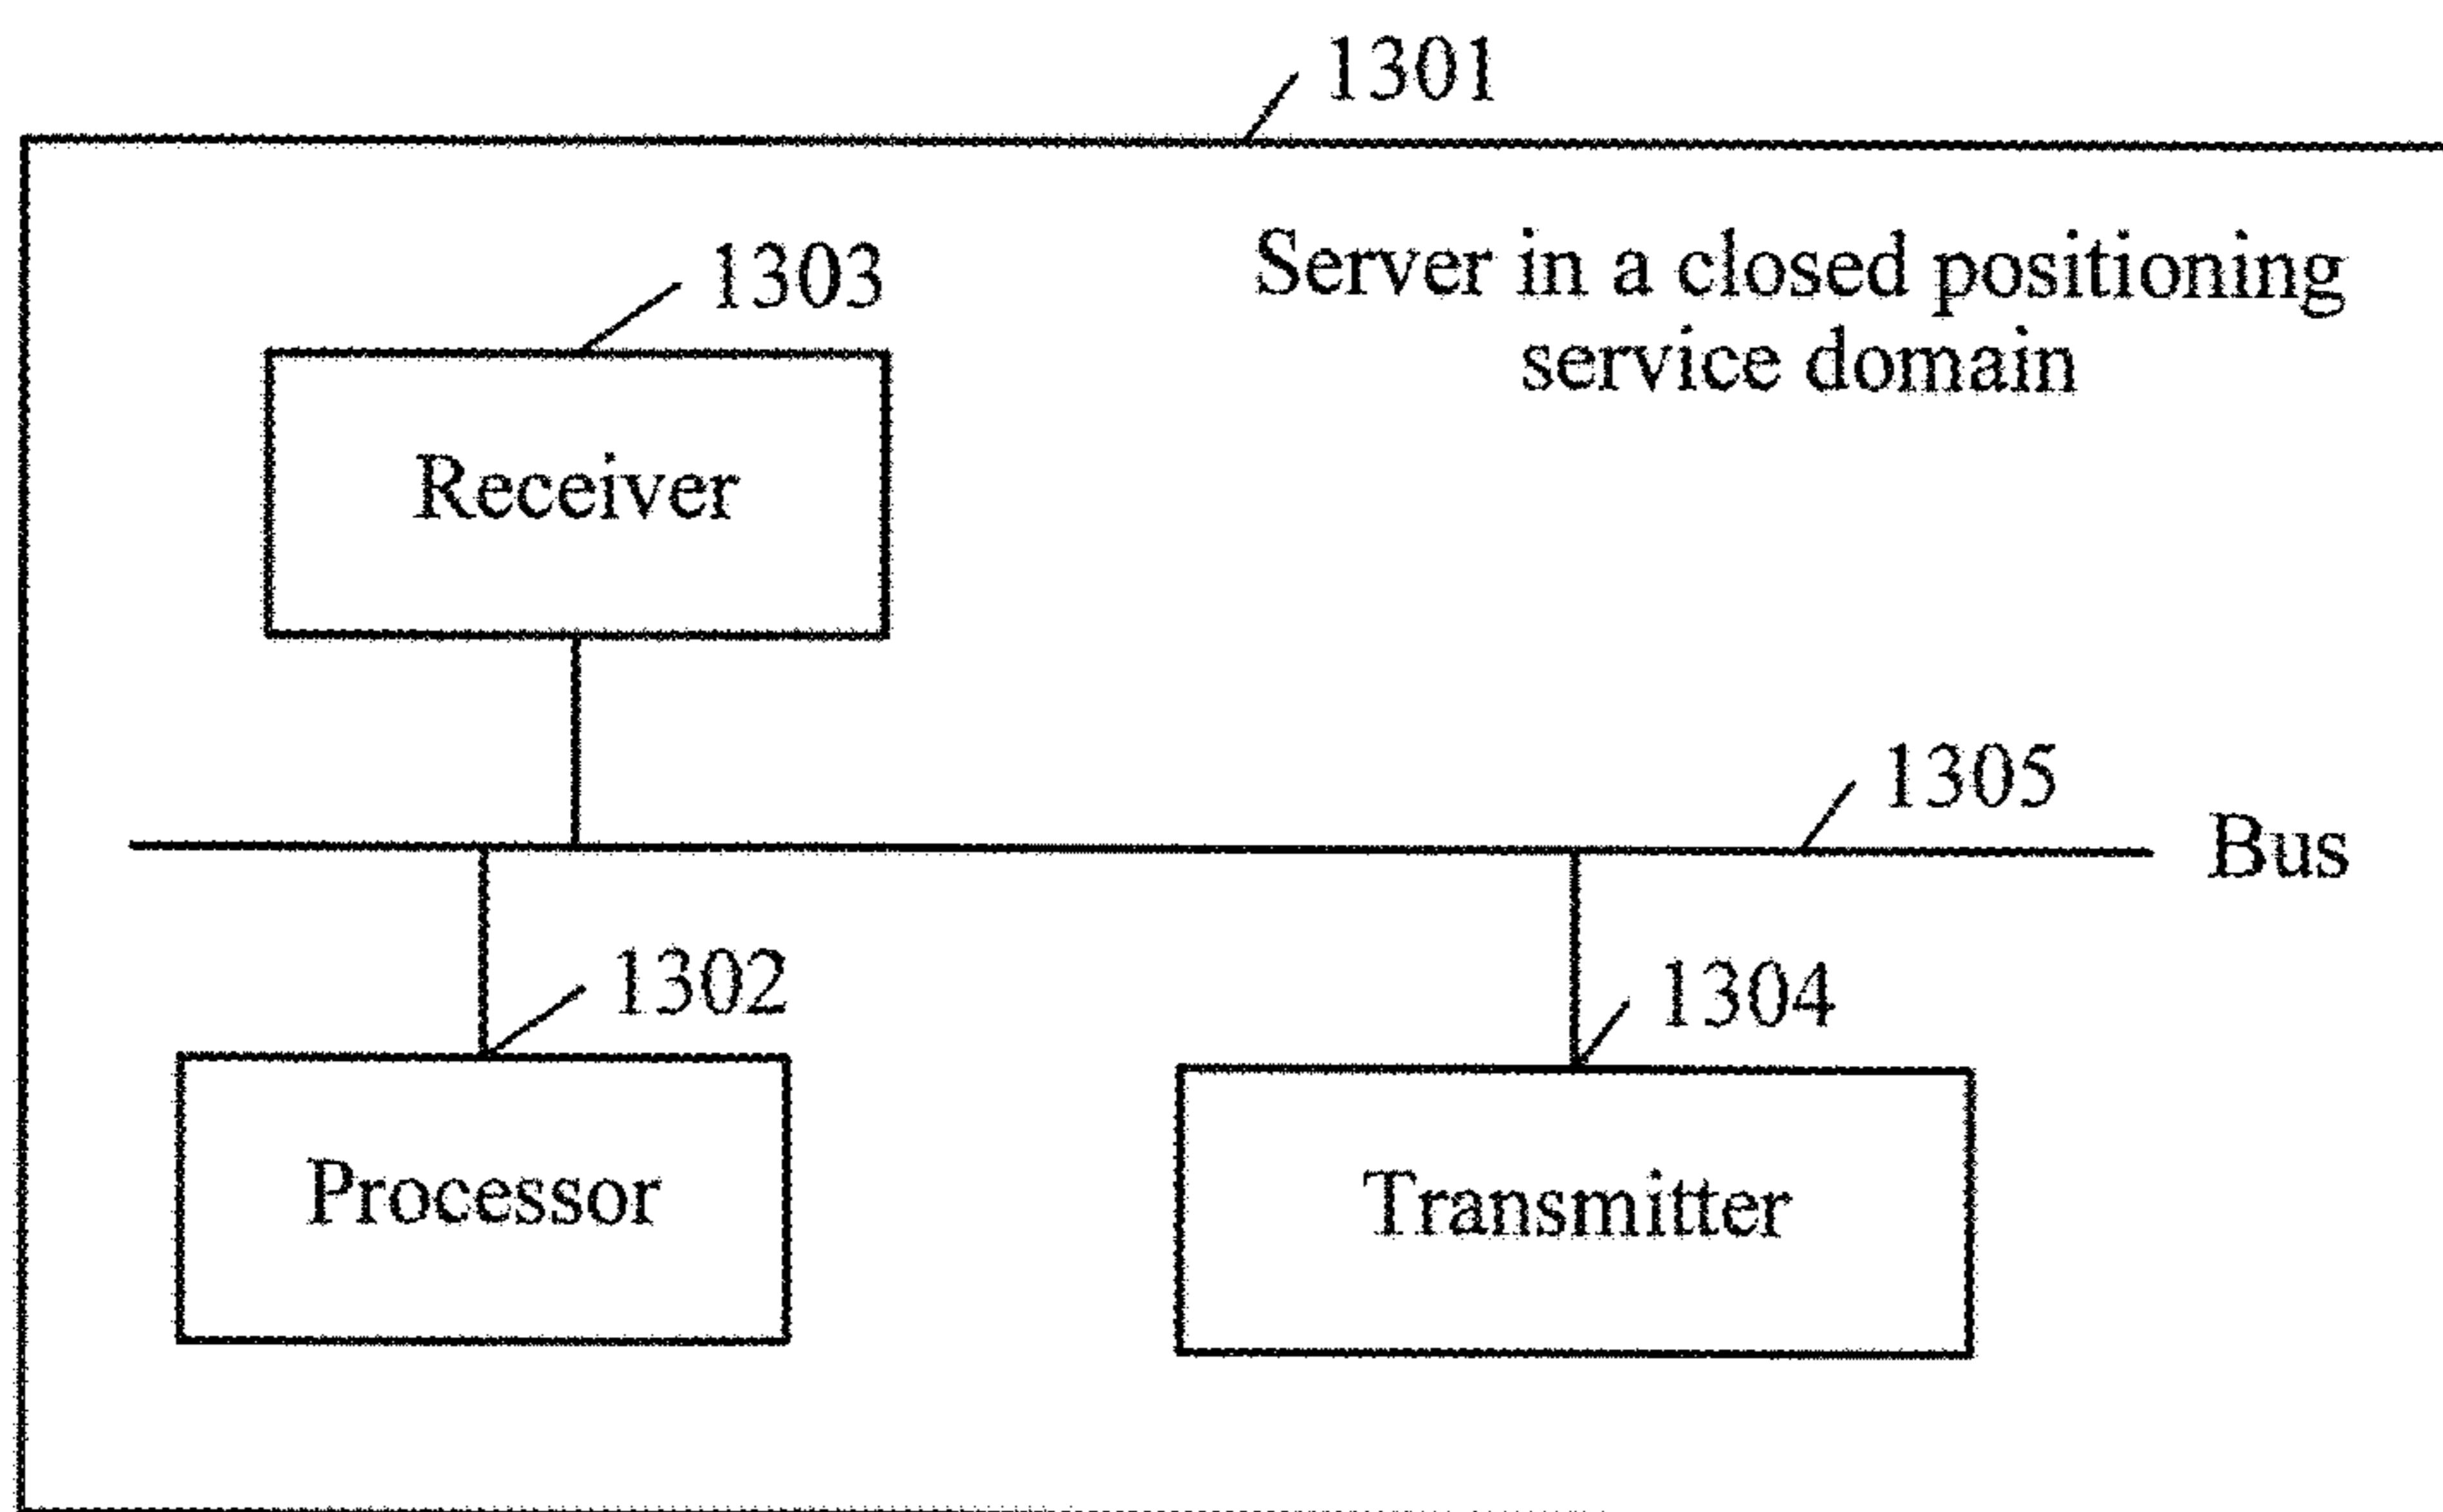 1301
1303
Server in a closed positioning
service domain
Receiver
1305
Bus
1302
1304
Processor
Transmitter